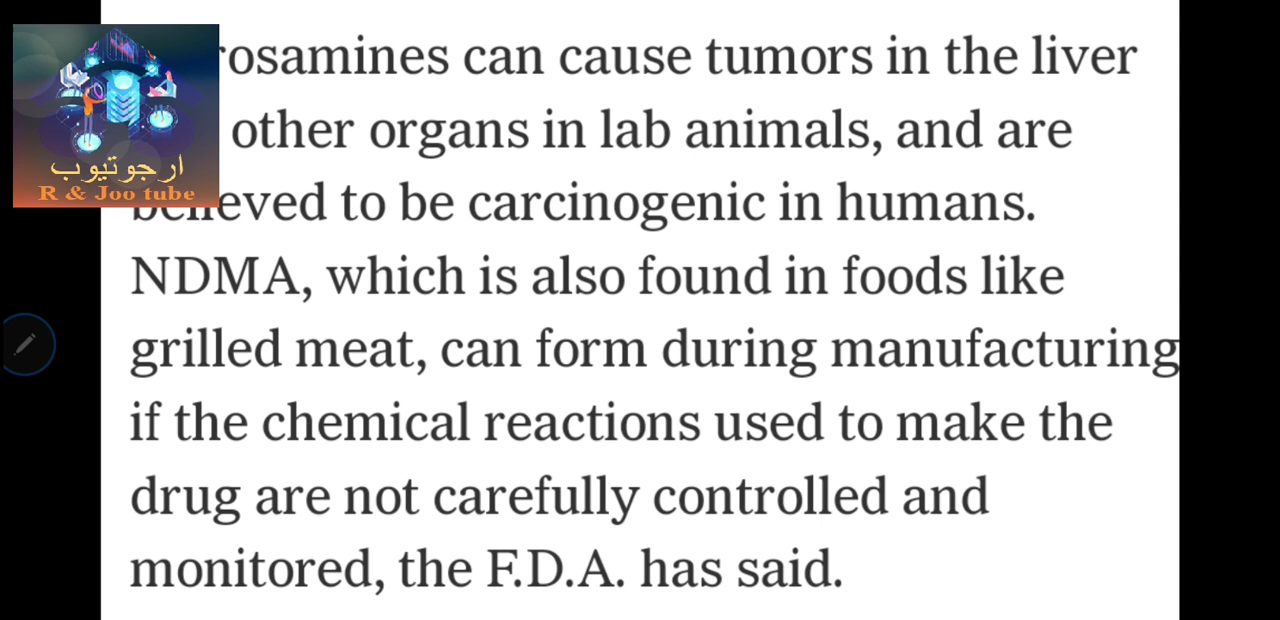 ارجوتيوب
R & Joo tube
rosamines can cause tumors in the liver
other organs in lab animals, and are
believed to be carcinogenic in humans.
NDMA, which is also found in foods like
grilled meat, can form during manufacturing
if the chemical reactions used to make the
drug are not carefully controlled and
monitored, the F.D.A. has said.